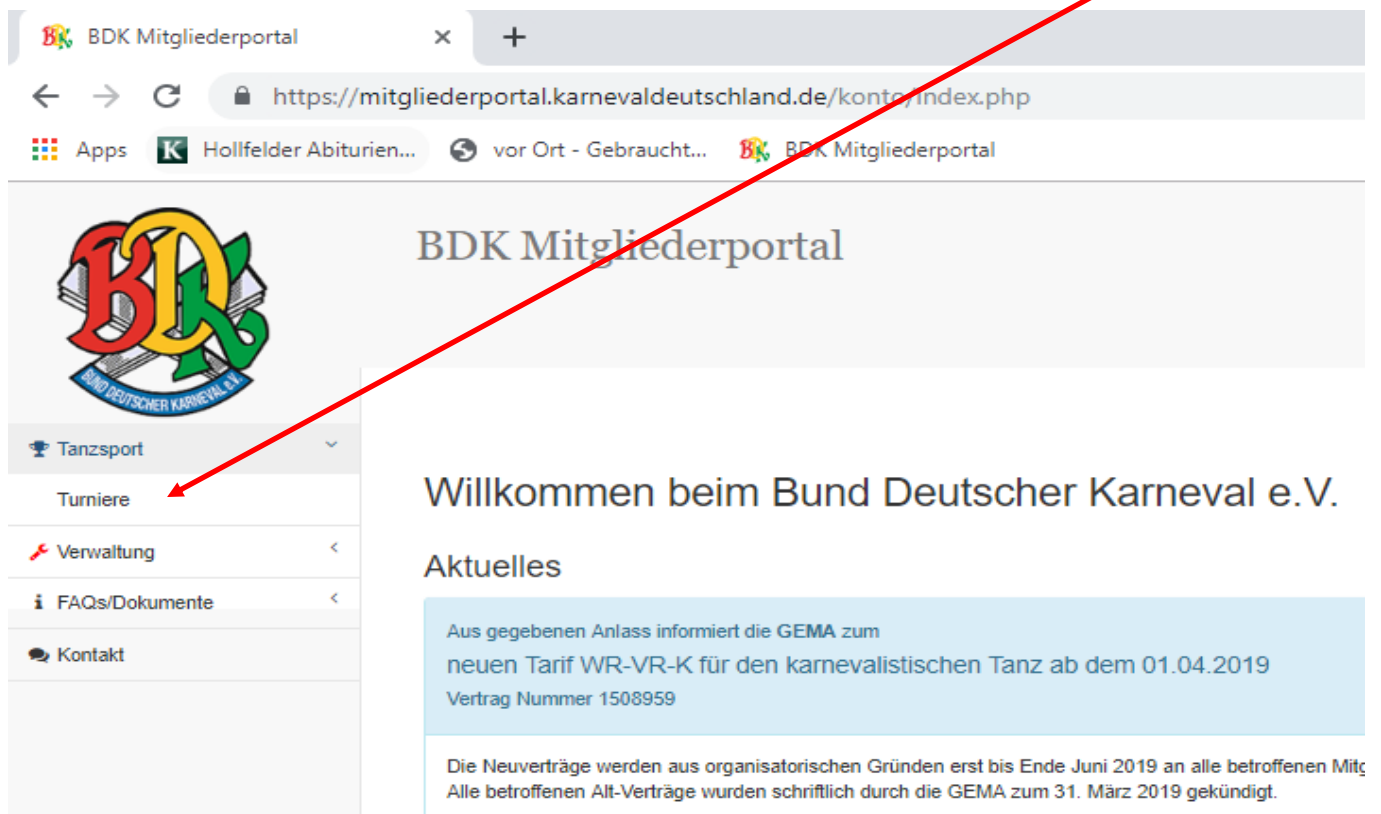 BDK Mitgliederportal
https://mitgliederportal.karnevaldeutschland.de/konto/index.php
Apps
Hollfelder Abiturien...
vor Ort - Gebraucht...
BDK Mitgliederportal
BDK
BUND DEUTSCHER KARNEVAL e.V.
BDK Mitgliederportal
Tanzsport
Turniere
Verwaltung
FAQs/Dokumente
Kontakt
Willkommen beim Bund Deutscher Karneval e.V.
Aktuelles
Aus gegebenen Anlass informiert die GEMA zum
neuen Tarif WR-VR-K für den karnevalistischen Tanz ab dem 01.04.2019
Vertrag Nummer 1508959
Die Neuverträge werden aus organisatorischen Gründen erst bis Ende Juni 2019 an alle betroffenen
Alle betroffenen Alt-Verträge wurden schriftlich durch die GEMA zum 31. März 2019 gekündigt.